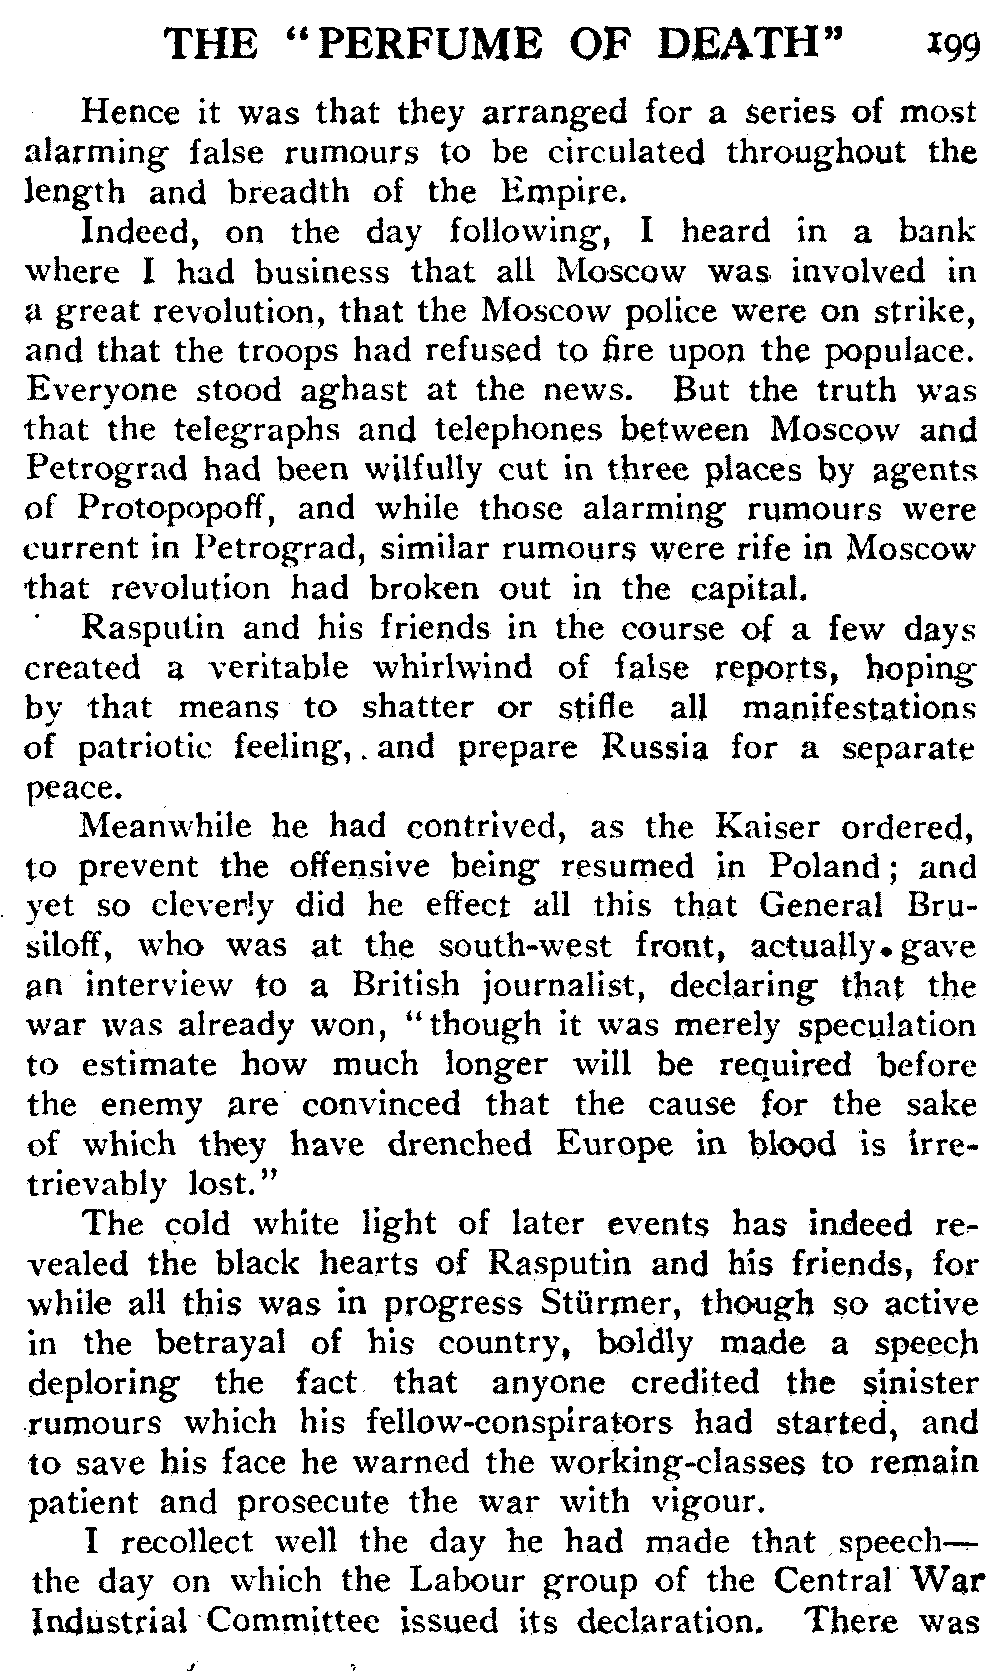 THE "PERFUME OF DEATH" 199
Hence it was that they arranged for a series of most
alarming false rumours to be circulated throughout the
length and breadth of the Empire.
Indeed, on the day following, I heard in a bank
where I had business that all Moscow was involved in
a great revolution, that the Moscow police were on strike,
and that the troops had refused to fire upon the populace.
Everyone stood aghast at the news. But the truth was
that the telegraphs and telephones between Moscow and
Petrograd had been wilfully cut in three places by agents
of Protopopoff, and while those alarming rumours were
current in Petrograd, similar rumours were rife in Moscow
that revolution had broken out in the capital.
Rasputin and his friends in the course of a few days
created a veritable whirlwind of false reports, hoping
by that means to shatter or stifle all manifestations
of patriotic feeling, and prepare Russia for a separate
peace.
Meanwhile he had contrived, as the Kaiser ordered,
to prevent the offensive being resumed in Poland; and
yet so cleverly did he effect all this that General Bru-
siloff, who was at the south-west front, actually gave
an interview to a British journalist, declaring that the
war was already won, "though it was merely speculation
to estimate how much longer will be required before
the enemy are convinced that the cause for the sake
of which they have drenched Europe in blood is irre-
trievably lost."
The cold white light of later events has indeed re-
vealed the black hearts of Rasputin and his friends, for
while all this was in progress Stürmer, though so active
in the betrayal of his country, boldly made a speech
deploring the fact that anyone credited the sinister
rumours which his fellow-conspirators had started, and
to save his face he warned the working-classes to remain
patient and prosecute the war with vigour.
I recollect well the day he had made that speech—
the day on which the Labour group of the Central War
Industrial Committee issued its declaration. There was